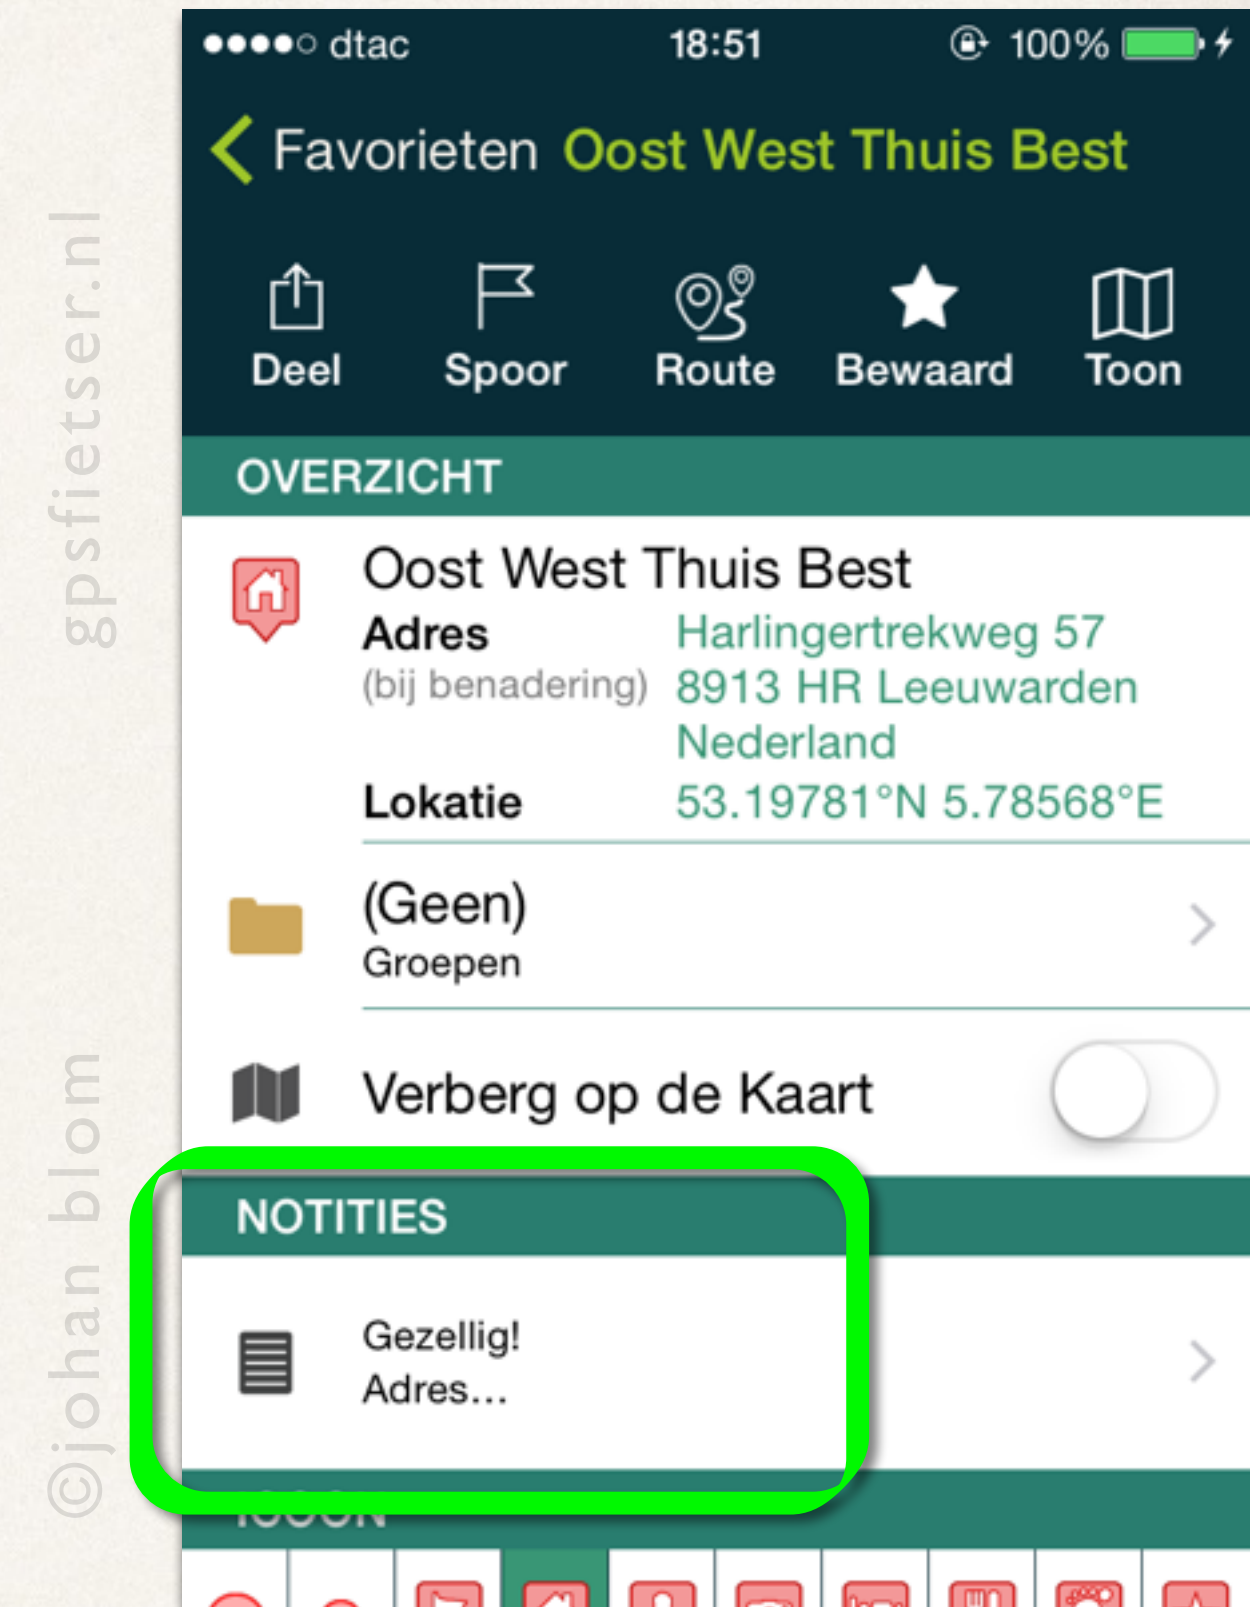 dtac 18:51 100%
Favorieten Oost West Thuis Best
Deel Spoor Route Bewaard Toon
OVERZICHT
Oost West Thuis Best
Adres Harlingertrekweg 57
(bij benadering) 8913 HR Leeuwarden
Nederland
Lokatie 53.19781°N 5.78568°E
(Geen)
Groepen
Verberg op de Kaart
NOTITIES
Gezellig!
Adres...
ICOON
©johan blom
gpsfietser.nl